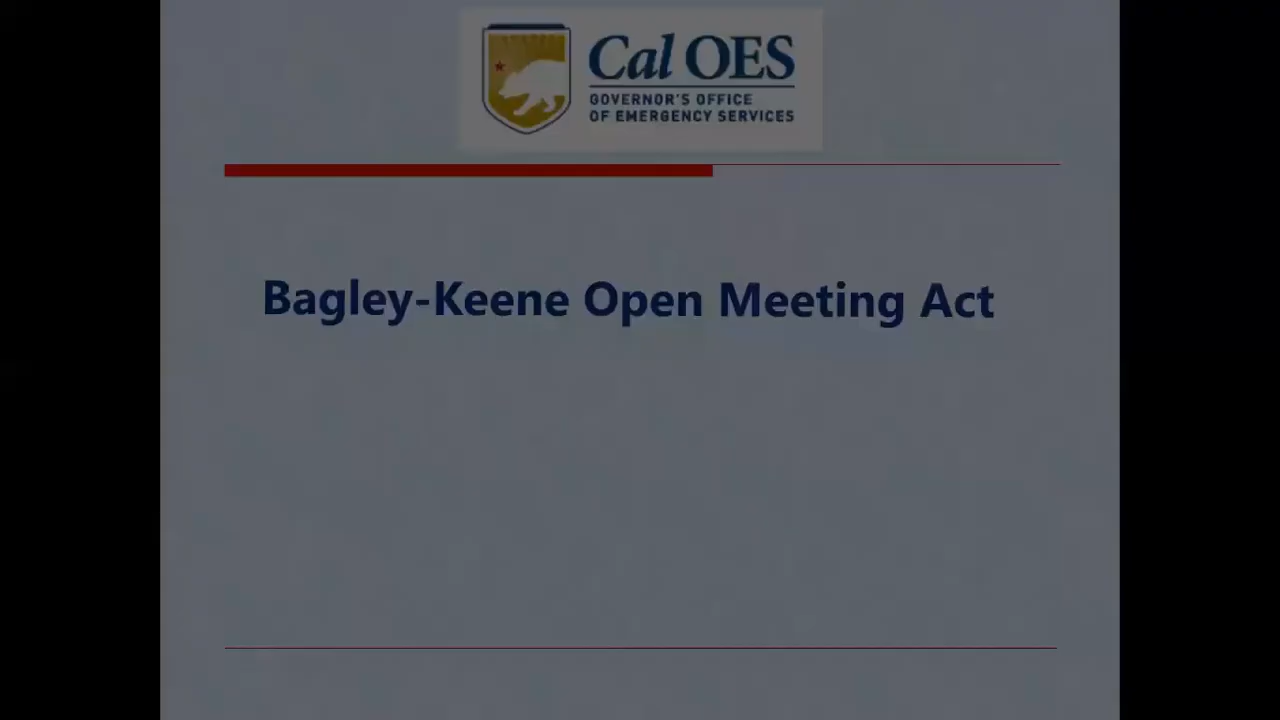 Cal OES
GOVERNOR'S OFFICE
OF EMERGENCY SERVICES
Bagley-Keene Open Meeting Act